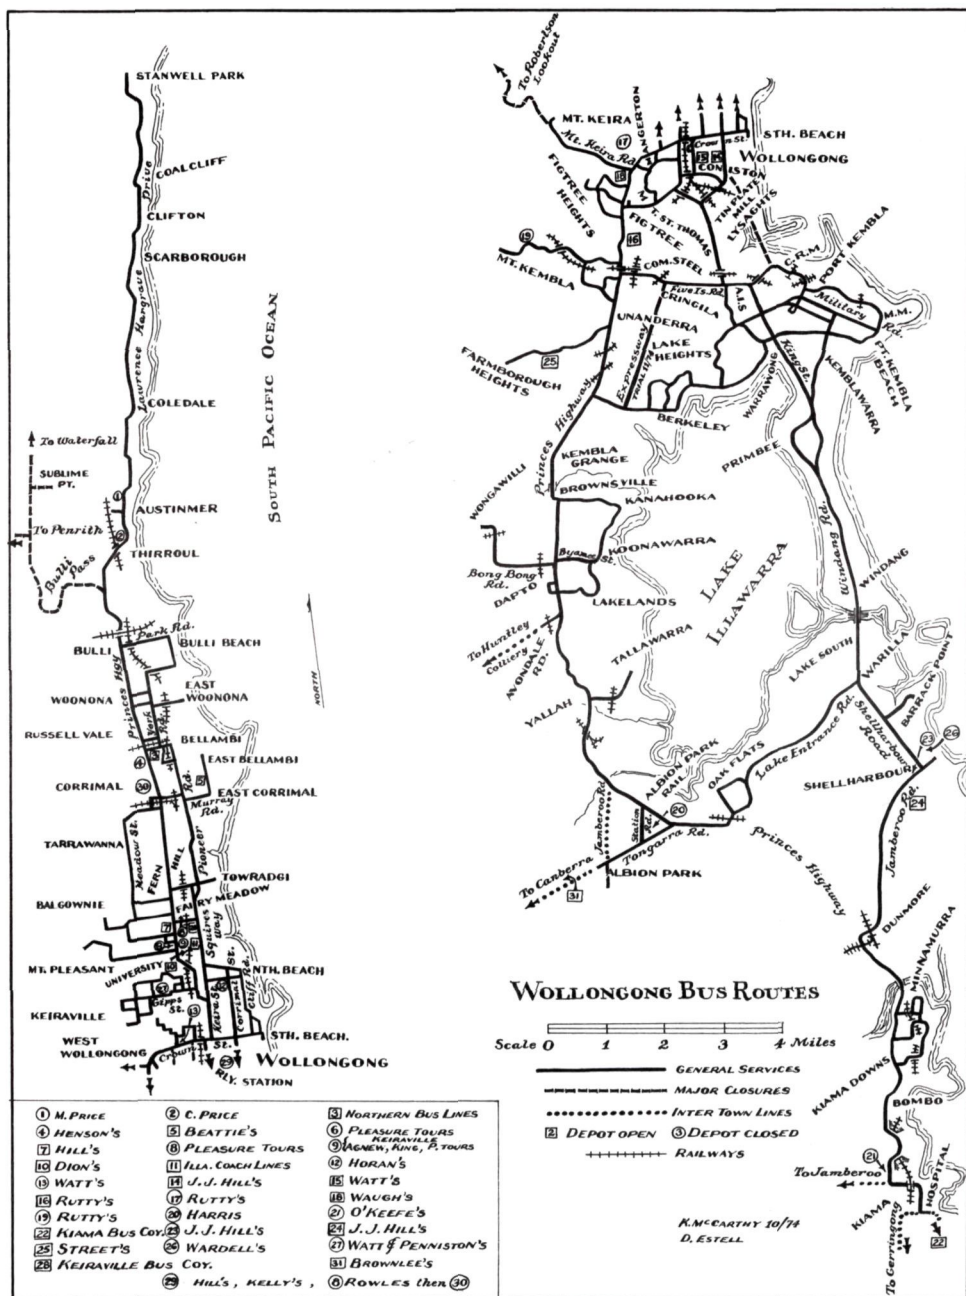 STANWELL PARK
COALCLIFF
CLIFTON
SCARBOROUGH
Lawrence Hargrave Drive
COLEDALE
SOUTH PACIFIC OCEAN
To Waterfall
SUBLIME
PT.
AUSTINMER
To Penrith
THIRROUL
Bulli
Pass
Park Rd.
BULLI
BULLI BEACH
Princes Hgy
EAST
WOONONA
WOONONA
York
Rd.
RUSSELL VALE
BELLAMBI
EAST BELLAMBI
CORRIMAL
EAST CORRIMAL
Murray
Rd.
Meadow St.
TARRAWANNA
FERN
HILL
Pioneer
Rd.
TOWRADGI
BALGOWNIE
FAIRY MEADOW
Squires
Way
MT. PLEASANT
UNIVERSITY
NTH. BEACH
Gipps
St.
Keira St.
Corrimal
St.
Cliff Rd.
KEIRAVILLE
WEST
WOLLONGONG
Crown
St.
STH. BEACH.
WOLLONGONG
RLY. STATION
NORTH
To Robertson
Lookout
MT. KEIRA
Mt. Keira Rd.
MANGERTON
Crown St.
STH. BEACH
WOLLONGONG
CONISTON
TIN PLATE
MILL
LYSAGHTS
FIGTREE
HEIGHTS
FIGTREE
MT. ST. THOMAS
MT. KEMBLA
COM. STEEL
Five Is. Rd.
CRINGILA
A.I.S
C.R.M
PORT KEMBLA
Military
Rd.
M.M.
PT. KEMBLA
BEACH
UNANDERRA
LAKE
HEIGHTS
Expressway
TRIAL 11/74
FARMBOROUGH
HEIGHTS
King St.
WARRAWONG
KEMBLAWARRA
BERKELEY
PRIMBEE
Princes Highway
KEMBLA
GRANGE
BROWNSVILLE
WONGAWILLI
KANAHOOKA
Byamee St.
KOONAWARRA
Bong Bong
Rd.
DAPTO
LAKELANDS
LAKE
ILLAWARRA
Windang Rd.
WINDANG
To Huntley
Colliery
AVONDALE
RD.
TALLAWARRA
YALLAH
LAKE SOUTH
WARILLA
BARRACK POINT
Shellharbour
Road
Lake Entrance Rd.
ALBION PARK
RAIL
OAK FLATS
SHELLHARBOUR
Jamberoo Rd.
Station
Rd.
Tongarra Rd.
Princes Highway
Jamberoo Rd.
To Canberra
ALBION PARK
DUNMORE
MINNAMURRA
KIAMA DOWNS
BOMBO
To Jamberoo
HOSPITAL
KIAMA
To Gerringong
WOLLONGONG BUS ROUTES
Scale 0 1 2 3 4 Miles
GENERAL SERVICES
MAJOR CLOSURES
INTER TOWN LINES
2 DEPOT OPEN 3 DEPOT CLOSED
RAILWAYS
K. McCARTHY 10/74
D. ESTELL
1 M. PRICE 2 C. PRICE 3 NORTHERN BUS LINES
4 HENSON'S 5 BEATTIE'S 6 PLEASURE TOURS
7 HILL'S 8 PLEASURE TOURS 9 KEIRAVILLE AGNEW, KING, P. TOURS
10 DION'S 11 ILLA. COACH LINES 12 HORAN'S
13 WATT'S 14 J.J. HILL'S 15 WATT'S
16 RUTTY'S 17 RUTTY'S 18 WAUGH'S
19 RUTTY'S 20 HARRIS 21 O'KEEFE'S
22 KIAMA BUS COY. 23 J.J. HILL'S 24 J.J. HILL'S
25 STREET'S 26 WARDELL'S 27 WATT & PENNISTON'S
28 KEIRAVILLE BUS COY. 31 BROWNLEE'S
29 HILL'S, KELLY'S, 8 ROWLES then 30